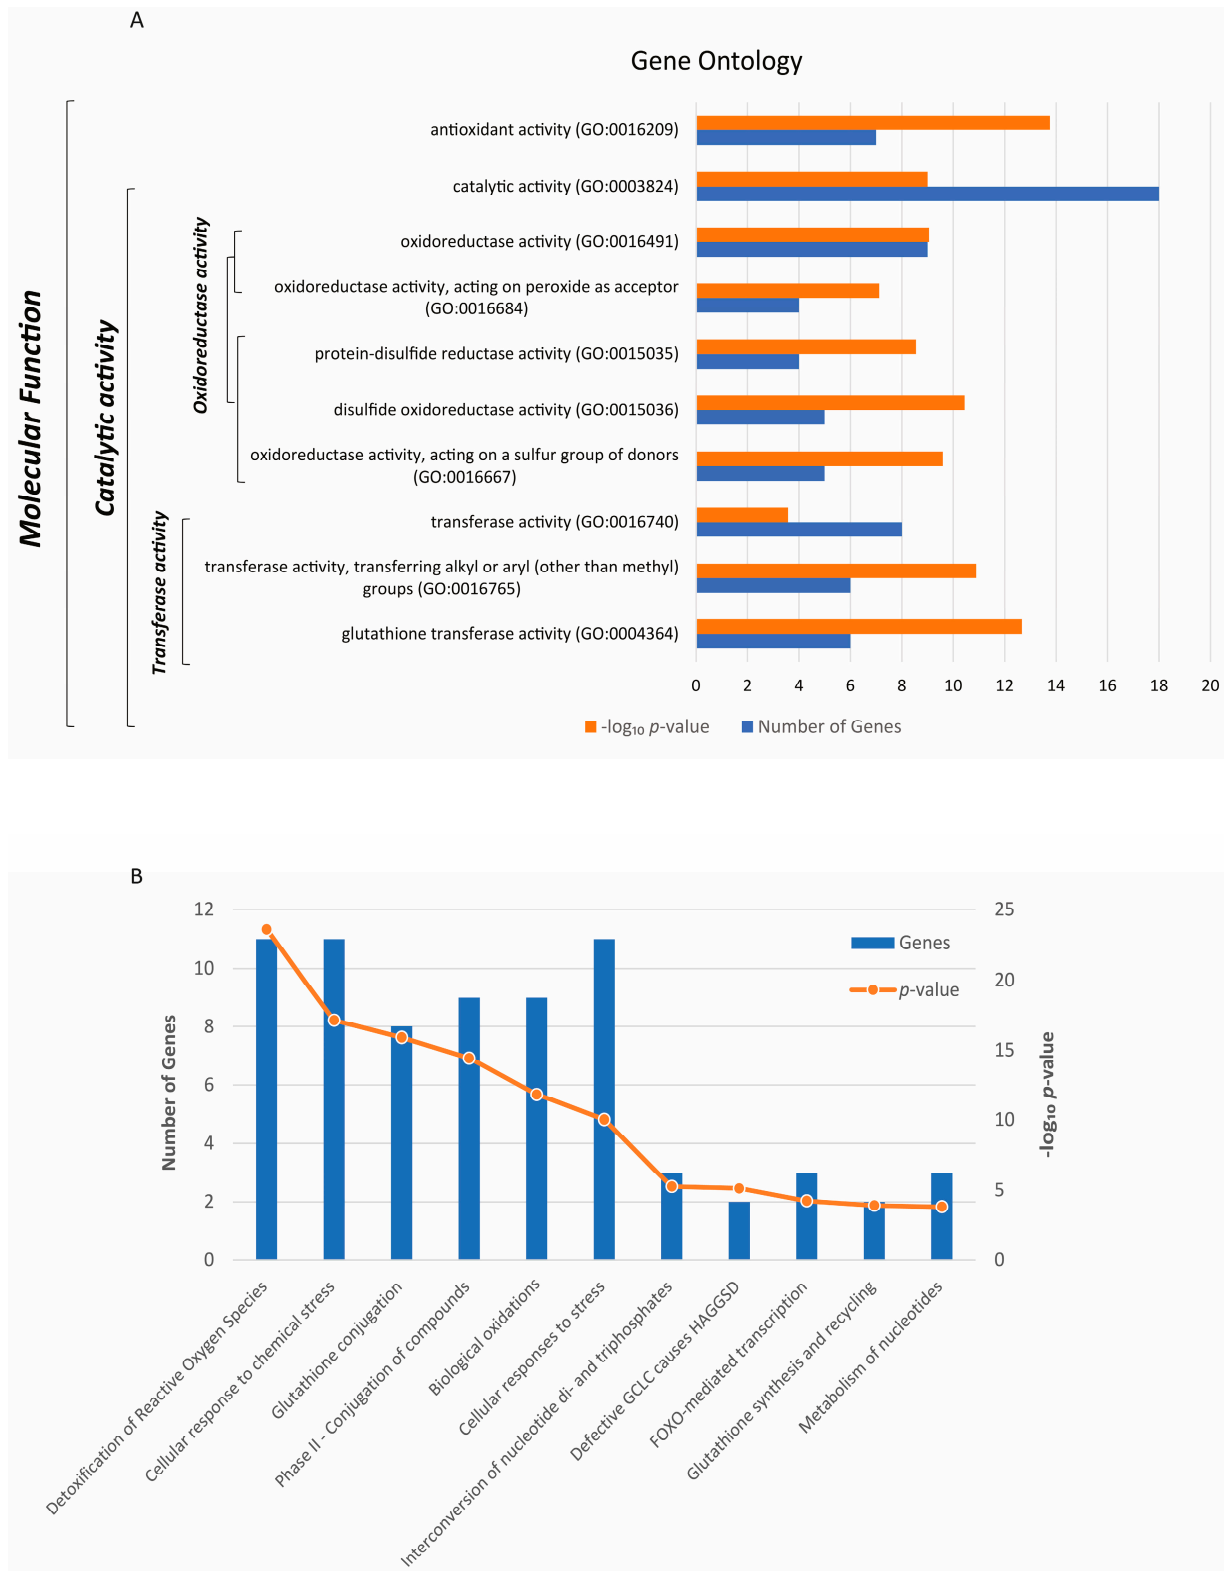 A
Gene Ontology
Molecular Function
Catalytic activity
Oxidoreductase activity
Transferase activity
antioxidant activity (GO:0016209)
catalytic activity (GO:0003824)
oxidoreductase activity (GO:0016491)
oxidoreductase activity, acting on peroxide as acceptor
(GO:0016684)
protein-disulfide reductase activity (GO:0015035)
disulfide oxidoreductase activity (GO:0015036)
oxidoreductase activity, acting on a sulfur group of donors
(GO:0016667)
transferase activity (GO:0016740)
transferase activity, transferring alkyl or aryl (other than methyl)
groups (GO:0016765)
glutathione transferase activity (GO:0004364)
0 2 4 6 8 10 12 14 16 18 20
-log₁₀ p-value Number of Genes
B
12
10
8
6
4
2
0
Number of Genes
Genes
p-value
25
20
15
10
5
0
-log₁₀ p-value
Detoxification of Reactive Oxygen Species
Cellular response to chemical stress
Glutathione conjugation
Phase II - Conjugation of compounds
Biological oxidations
Cellular responses to stress
Interconversion of nucleotide di- and triphosphates
Defective GCLC causes HAGGSD
FOXO-mediated transcription
Glutathione synthesis and recycling
Metabolism of nucleotides